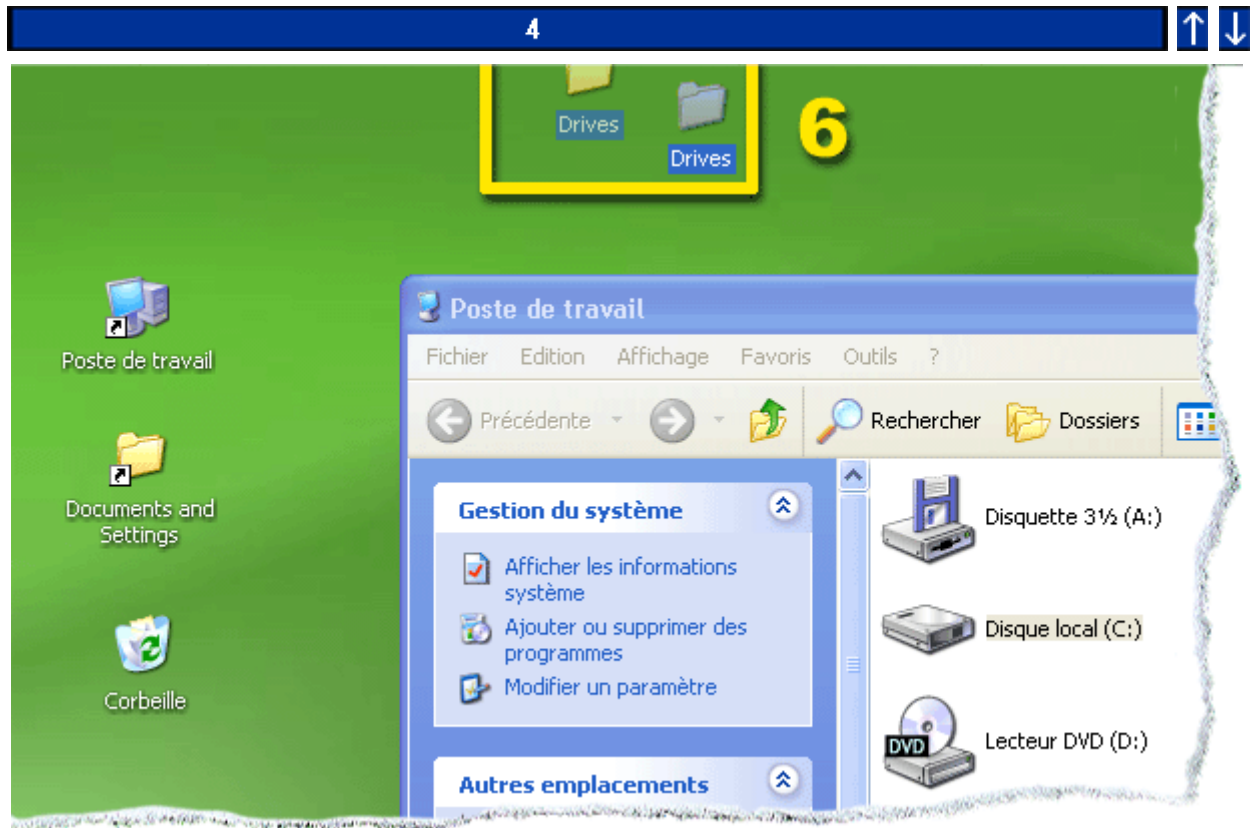 4
Drives
Drives
6
Poste de travail
Documents and
Settings
Corbeille
Poste de travail
Fichier Edition Affichage Favoris Outils ?
Précédente Rechercher Dossiers
Gestion du système
Afficher les informations
système
Ajouter ou supprimer des
programmes
Modifier un paramètre
Autres emplacements
Disquette 3½ (A:)
Disque local (C:)
DVD
Lecteur DVD (D:)